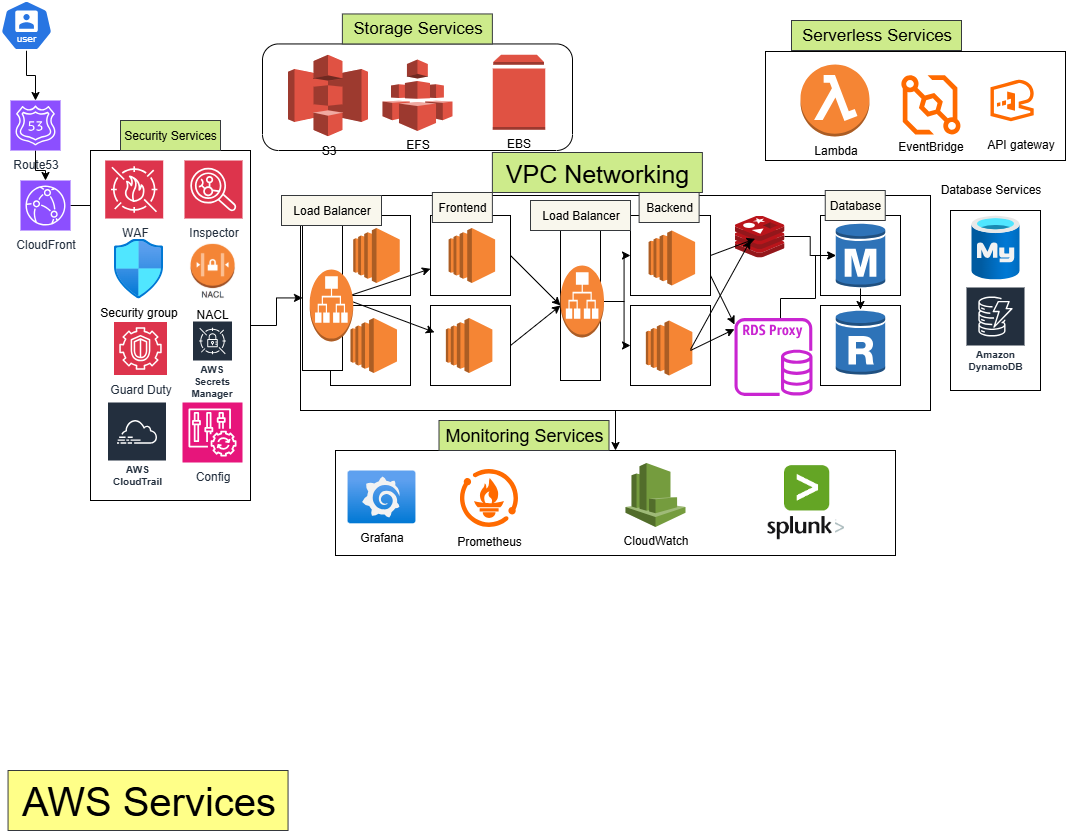 user
Storage Services
Serverless Services
53
Route53
S3
EFS
EBS
Lambda
EventBridge
API gateway
Security Services
VPC Networking
CloudFront
WAF
Inspector
Load Balancer
Frontend
Load Balancer
Backend
Database
Database Services
M
My
NACL
Security group
NACL
RDS Proxy
R
Amazon
DynamoDB
Guard Duty
AWS
Secrets
Manager
AWS
CloudTrail
Config
Monitoring Services
Grafana
Prometheus
CloudWatch
splunk>
AWS Services